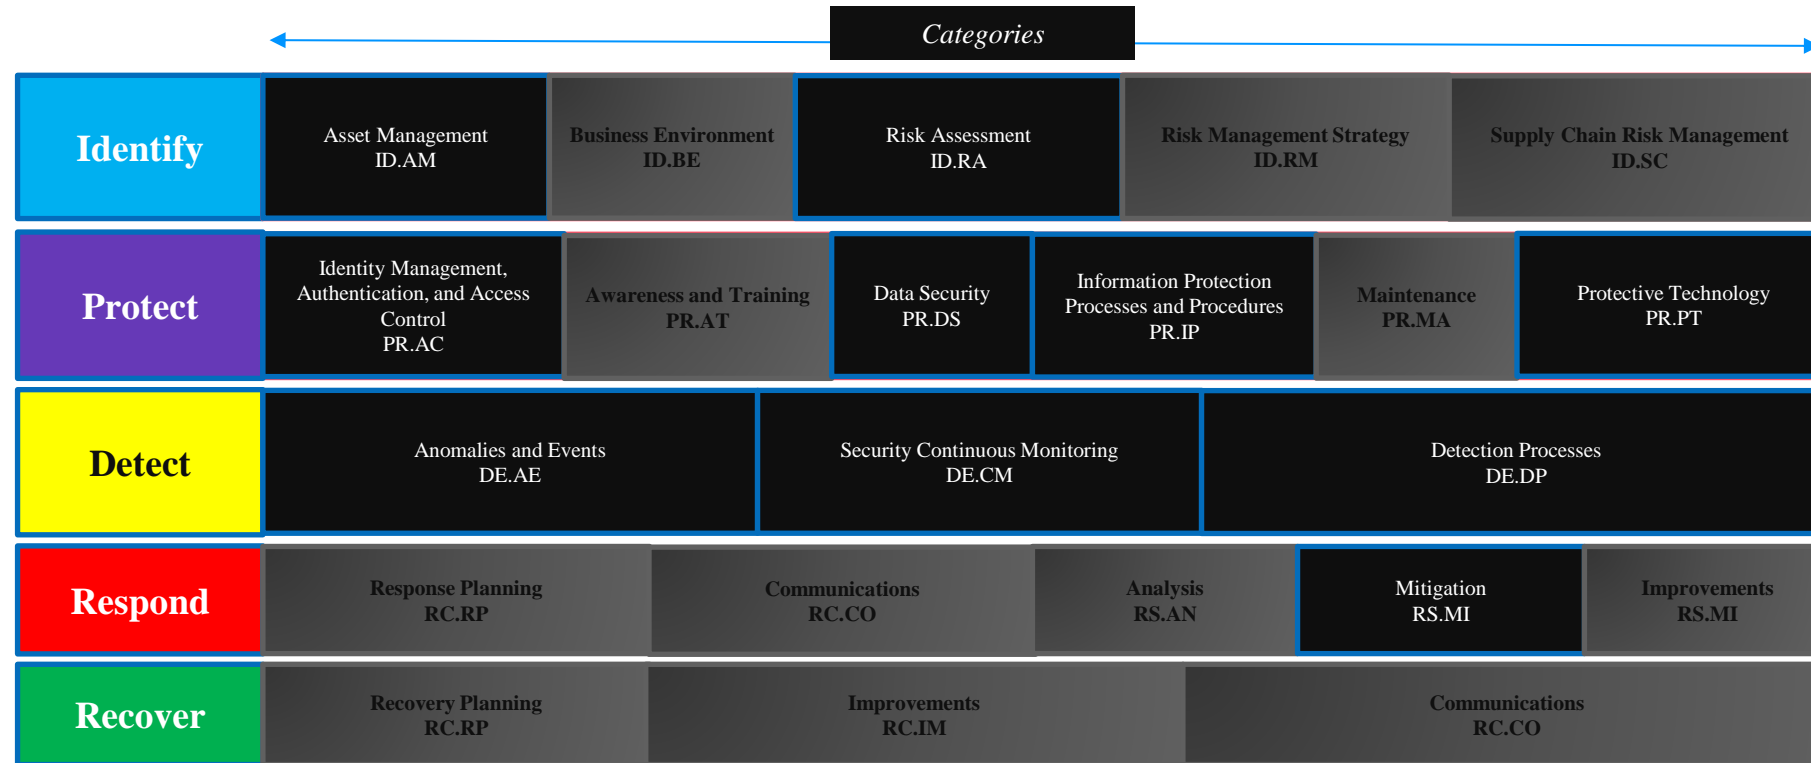 Categories
Identify
Asset Management
ID.AM
Business Environment
ID.BE
Risk Assessment
ID.RA
Risk Management Strategy
ID.RM
Supply Chain Risk Management
ID.SC
Protect
Identity Management,
Authentication, and Access
Control
PR.AC
Awareness and Training
PR.AT
Data Security
PR.DS
Information Protection
Processes and Procedures
PR.IP
Maintenance
PR.MA
Protective Technology
PR.PT
Detect
Anomalies and Events
DE.AE
Security Continuous Monitoring
DE.CM
Detection Processes
DE.DP
Respond
Response Planning
RC.RP
Communications
RC.CO
Analysis
RS.AN
Mitigation
RS.MI
Improvements
RS.MI
Recover
Recovery Planning
RC.RP
Improvements
RC.IM
Communications
RC.CO